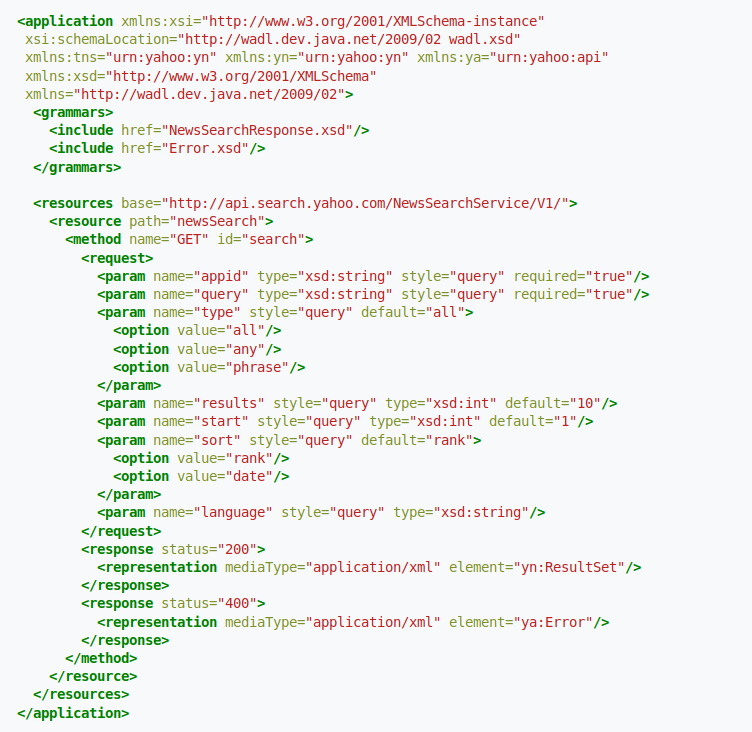 <application xmlns:xsi="http://www.w3.org/2001/XMLSchema-instance"
 xsi:schemaLocation="http://wadl.dev.java.net/2009/02 wadl.xsd"
 xmlns:tns="urn:yahoo:yn" xmlns:yn="urn:yahoo:yn" xmlns:ya="urn:yahoo:api"
 xmlns:xsd="http://www.w3.org/2001/XMLSchema"
 xmlns="http://wadl.dev.java.net/2009/02">
  <grammars>
    <include href="NewsSearchResponse.xsd"/>
    <include href="Error.xsd"/>
  </grammars>

  <resources base="http://api.search.yahoo.com/NewsSearchService/V1/">
    <resource path="newsSearch">
      <method name="GET" id="search">
        <request>
          <param name="appid" type="xsd:string" style="query" required="true"/>
          <param name="query" type="xsd:string" style="query" required="true"/>
          <param name="type" style="query" default="all">
            <option value="all"/>
            <option value="any"/>
            <option value="phrase"/>
          </param>
          <param name="results" style="query" type="xsd:int" default="10"/>
          <param name="start" style="query" type="xsd:int" default="1"/>
          <param name="sort" style="query" default="rank">
            <option value="rank"/>
            <option value="date"/>
          </param>
          <param name="language" style="query" type="xsd:string"/>
        </request>
        <response status="200">
          <representation mediaType="application/xml" element="yn:ResultSet"/>
        </response>
        <response status="400">
          <representation mediaType="application/xml" element="ya:Error"/>
        </response>
      </method>
    </resource>
  </resources>
</application>